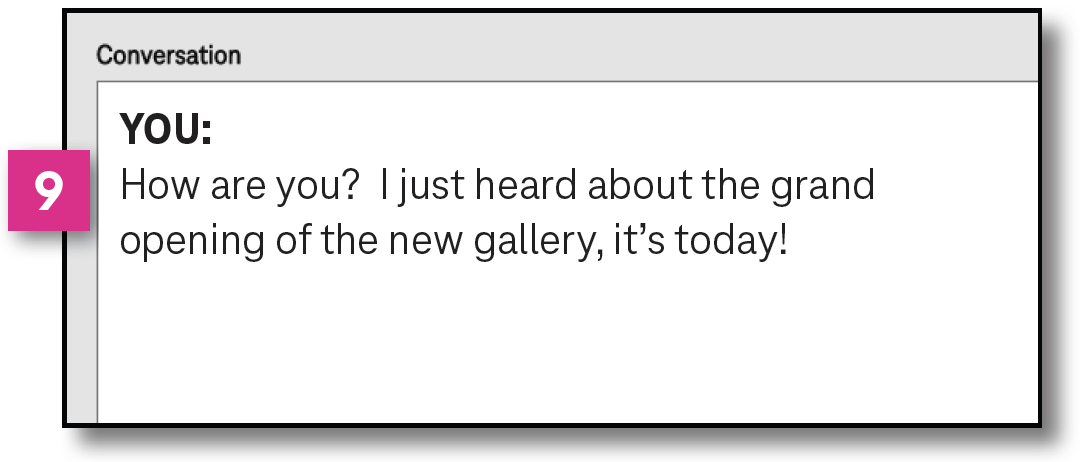 Conversation
YOU:
9
How are you?  I just heard about the grand
opening of the new gallery, it’s today!